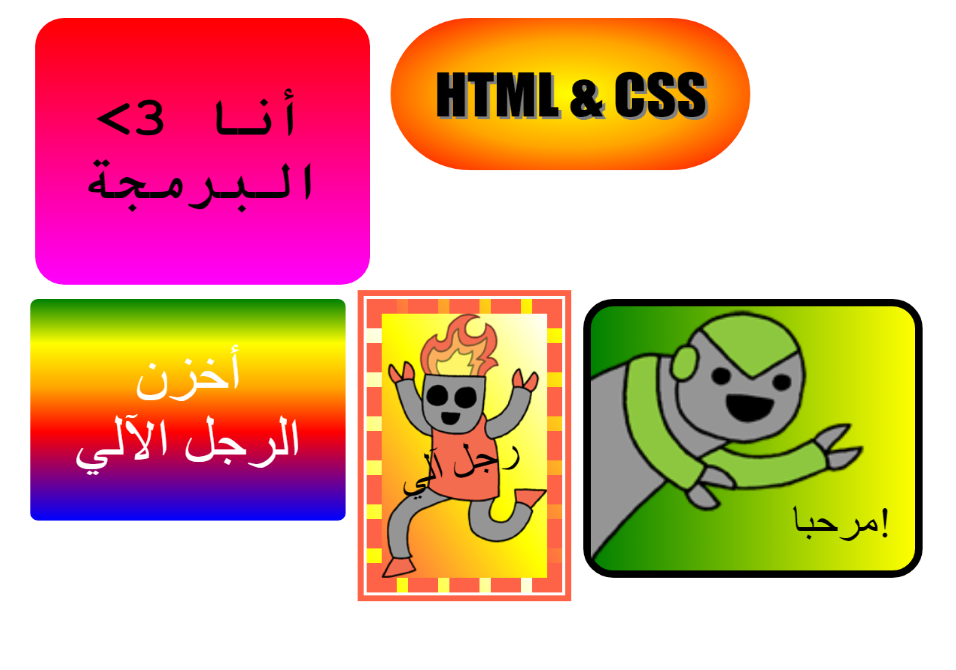 أنا <3
البرمجة
HTML & CSS
أخزن
الرجل الآلي
رجل آلي
مرحبا!